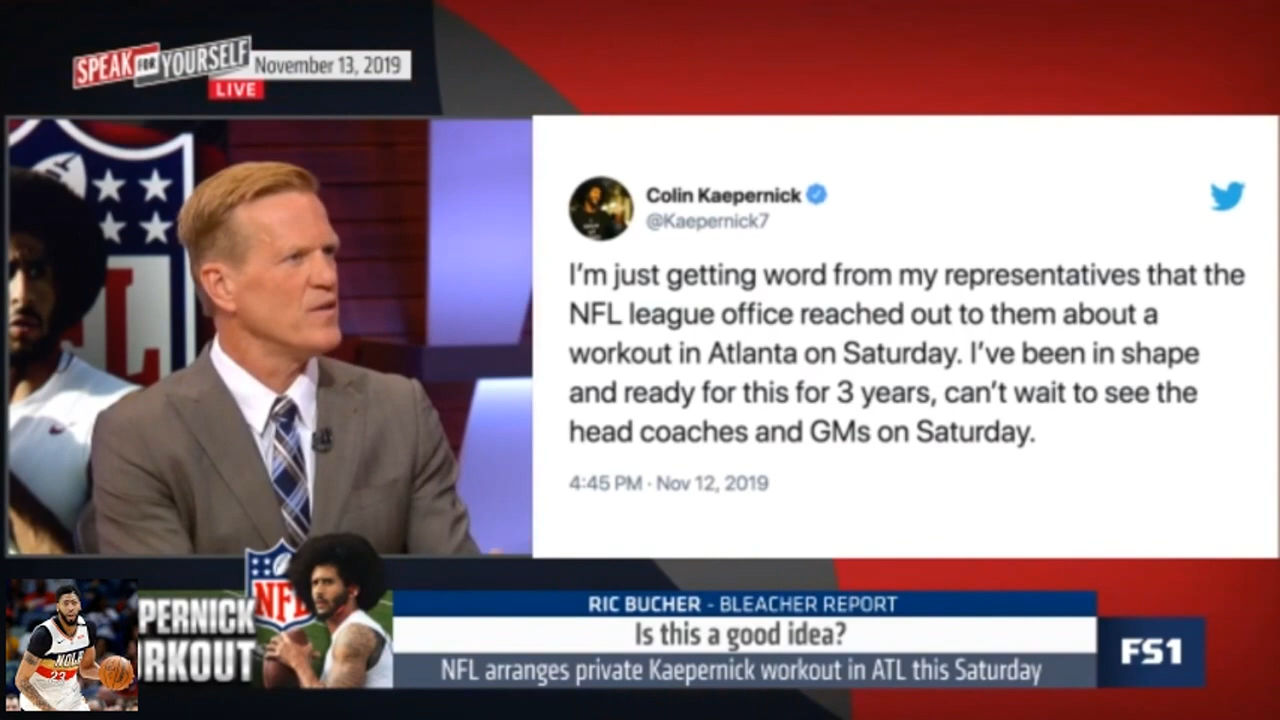 SPEAK FOR YOURSELF
November 13, 2019
LIVE
Colin Kaepernick
@Kaepernick7
I'm just getting word from my representatives that the
NFL league office reached out to them about a
workout in Atlanta on Saturday. I've been in shape
and ready for this for 3 years, can't wait to see the
head coaches and GMs on Saturday.
4:45 PM · Nov 12, 2019
NFL
PERNICK
RKOUT
RIC BUCHER - BLEACHER REPORT
Is this a good idea?
NFL arranges private Kaepernick workout in ATL this Saturday
FS1
NOLA
23